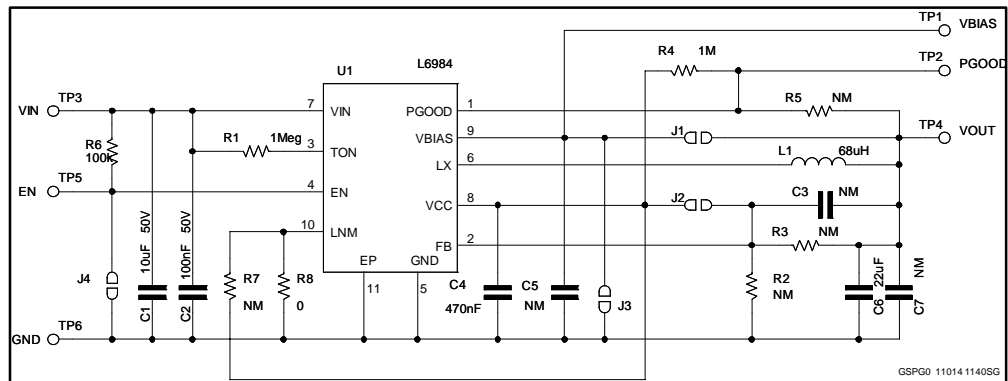 TP1 VBIAS
R4 1M TP2 PGOOD
U1 L6984
VIN TP3 7 VIN PGOOD 1 R5 NM
R6 100k R1 1Meg 3 TON VBIAS 9 J1 TP4 VOUT
LX 6 L1 68uH
EN TP5 4 EN
VCC 8 J2 C3 NM
10 LNM FB 2 R3 NM
J4 C1 10uF 50V C2 100nF 50V R7 NM R8 0
EP GND 11 5
C4 470nF C5 NM J3 R2 NM C6 22uF C7 NM
GND TP6
GSPG0 11014 1140SG